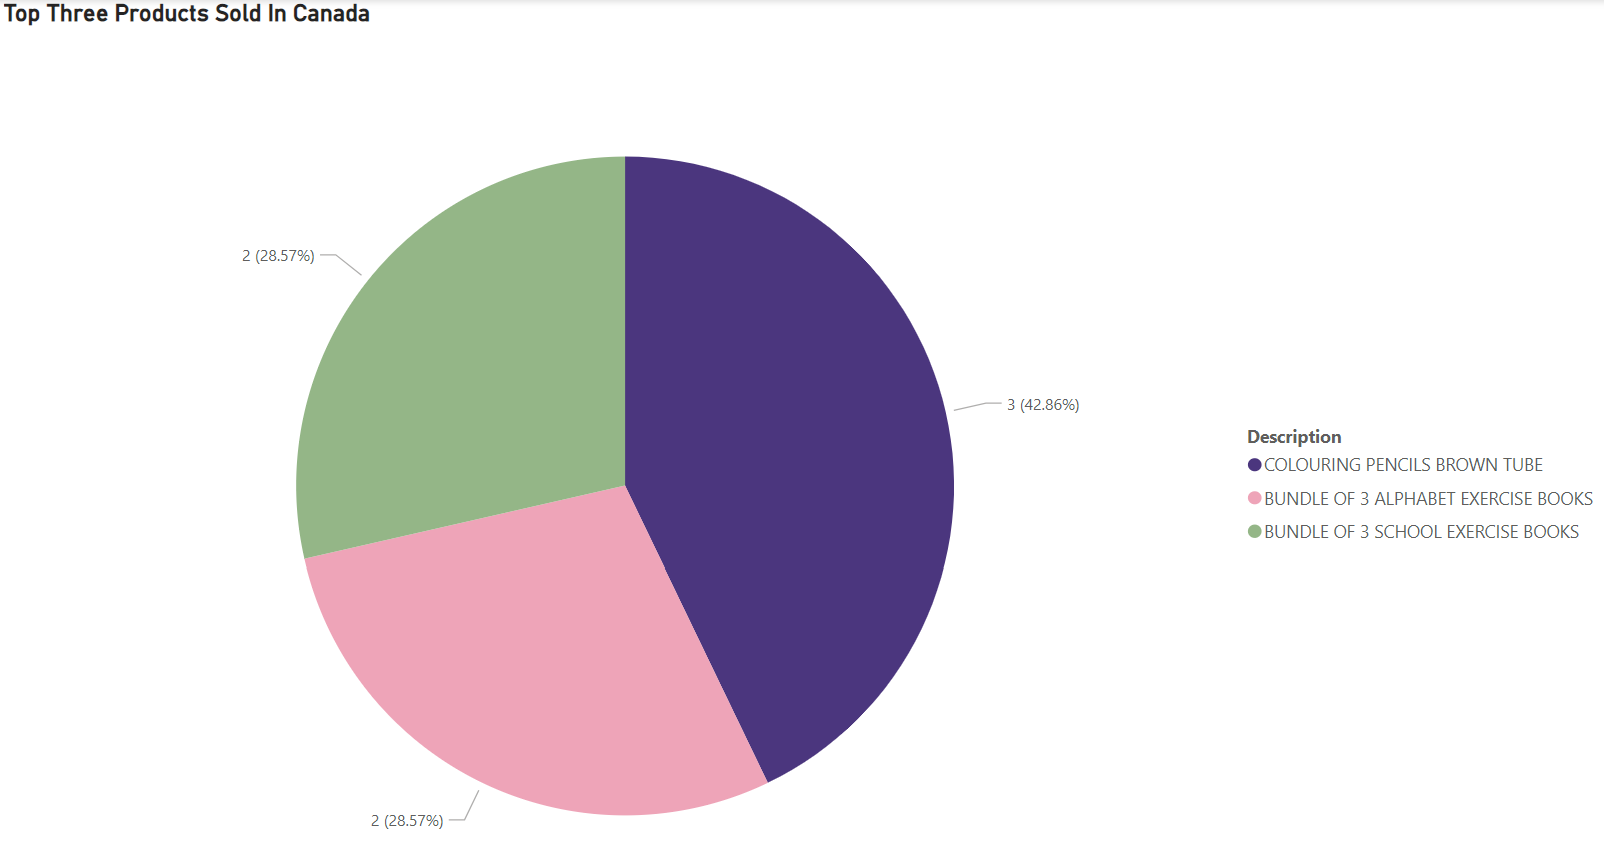 Top Three Products Sold In Canada
2 (28.57%)
3 (42.86%)
Description
COLOURING PENCILS BROWN TUBE
BUNDLE OF 3 ALPHABET EXERCISE BOOKS
BUNDLE OF 3 SCHOOL EXERCISE BOOKS
2 (28.57%)